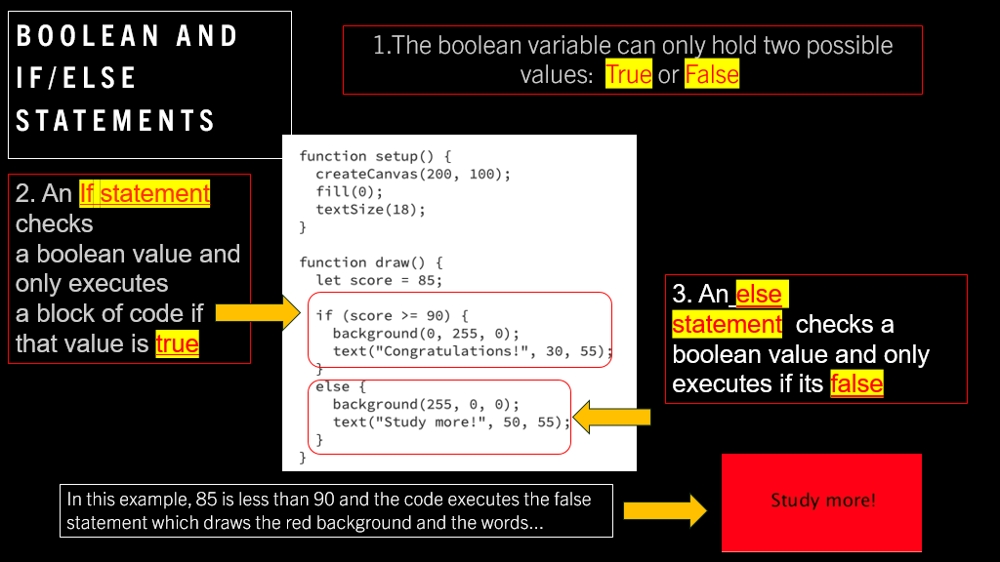 BOOLEAN AND
IF/ELSE
STATEMENTS
1.The boolean variable can only hold two possible
values: True or False
2. An If statement
checks
a boolean value and
only executes
a block of code if
that value is true
function setup() {
  createCanvas(200, 100);
  fill(0);
  textSize(18);
}
function draw() {
  let score = 85;
  if (score >= 90) {
    background(0, 255, 0);
    text("Congratulations!", 30, 55);
  }
  else {
    background(255, 0, 0);
    text("Study more!", 50, 55);
  }
}
3. An else
statement checks a
boolean value and only
executes if its false
In this example, 85 is less than 90 and the code executes the false
statement which draws the red background and the words...
Study more!